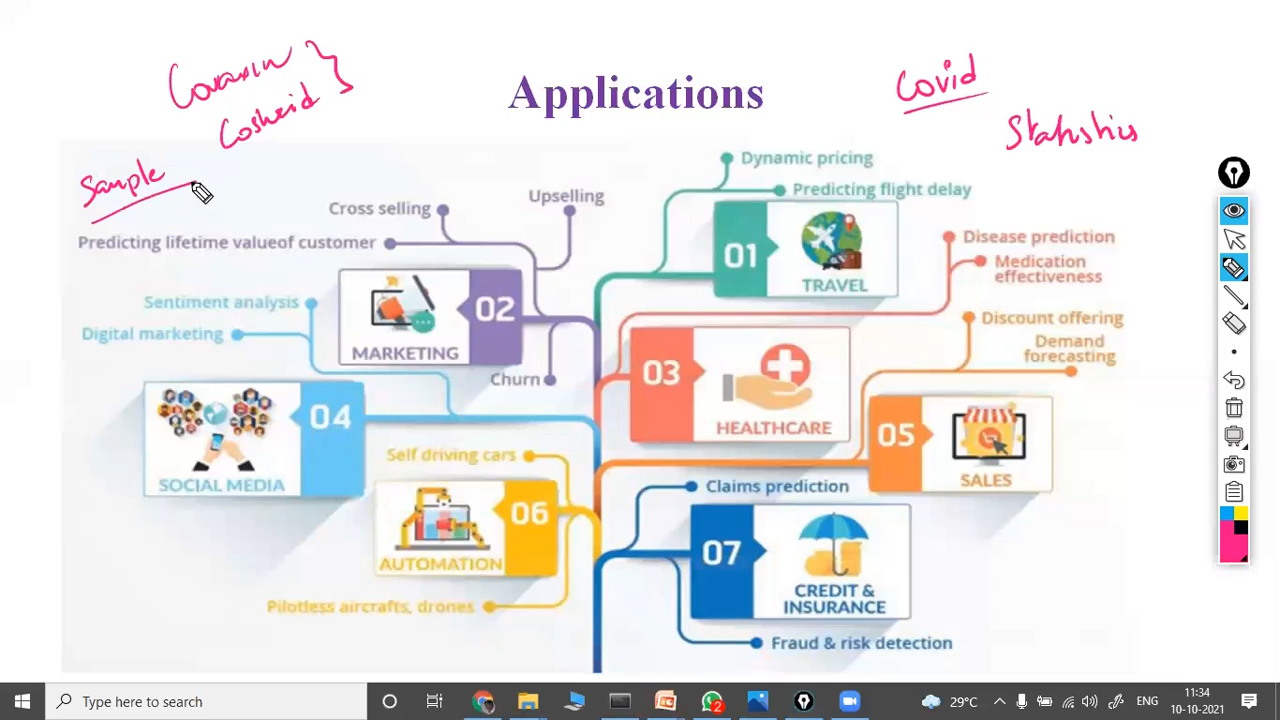 Covaxin
Cosheid
Applications
Covid
Statistics
Sample
Dynamic pricing
Predicting flight delay
01
TRAVEL
Upselling
Cross selling
Predicting lifetime valueof customer
02
MARKETING
Churn
Disease prediction
Medication
effectiveness
03
HEALTHCARE
Sentiment analysis
Digital marketing
04
SOCIAL MEDIA
Discount offering
Demand
forecasting
05
SALES
Self driving cars
06
AUTOMATION
Pilotless aircrafts, drones
Claims prediction
07
CREDIT &
INSURANCE
Fraud & risk detection
Type here to search
2
29°C
ENG
11:34
10-10-2021